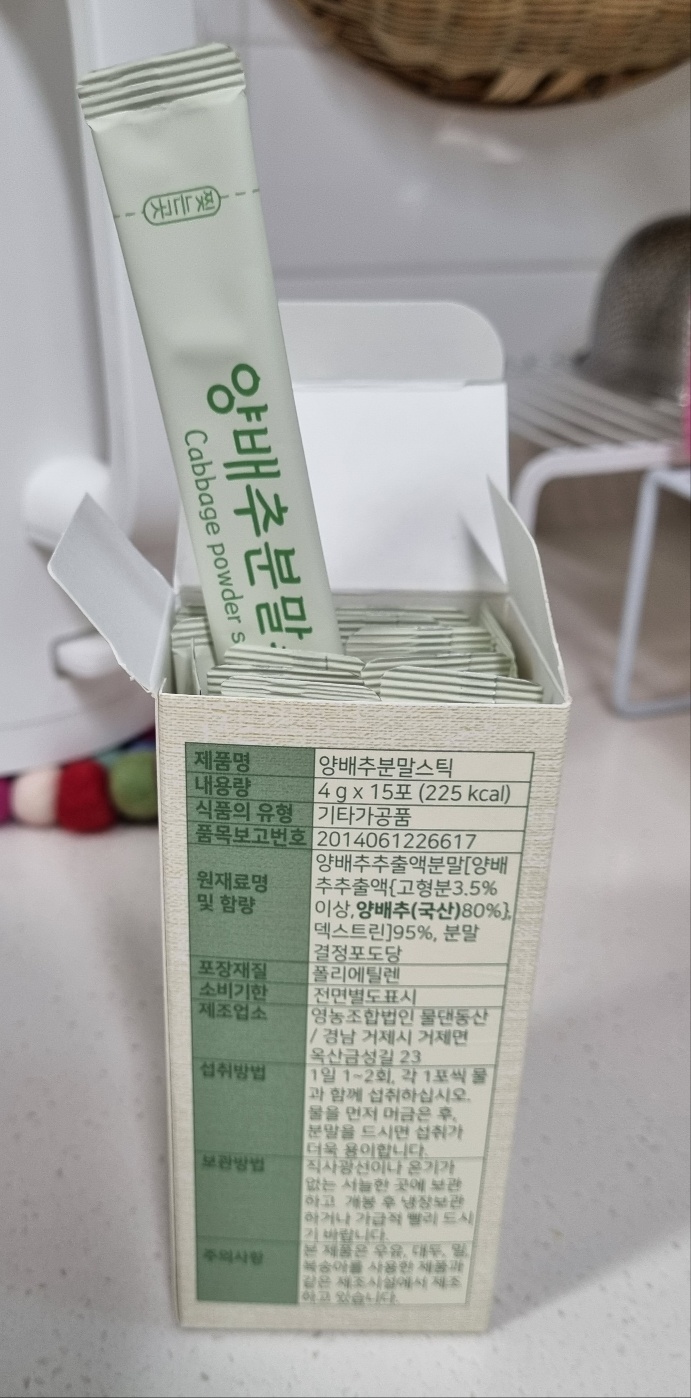 찢는곳
양배추분말스
Cabbage powder s
제품명 양배추분말스틱
내용량 4 g x 15포 (225 kcal)
식품의 유형 기타가공품
품목보고번호 2014061226617
원재료명 및 함량 양배추추출액분말[양배
추추출액{고형분3.5%
이상,양배추(국산)80%},
덱스트린]95%, 분말
결정포도당
포장재질 폴리에틸렌
소비기한 전면별도표시
제조업소 영농조합법인 물댄동산
/ 경남 거제시 거제면
옥산금성길 23
섭취방법 1일 1~2회, 각 1포씩 물
과 함께 섭취하십시오.
물을 먼저 머금은 후,
분말을 드시면 섭취가
더욱 용이합니다.
보관방법 직사광선이나 온기가
없는 서늘한 곳에 보관
하고 개봉 후 냉장보관
하거나 가급적 빨리 드시
기 바랍니다.
주의사항 본 제품은 우유, 대두, 밀,
복숭아를 사용한 제품과
같은 제조시설에서 제조
하고 있습니다.